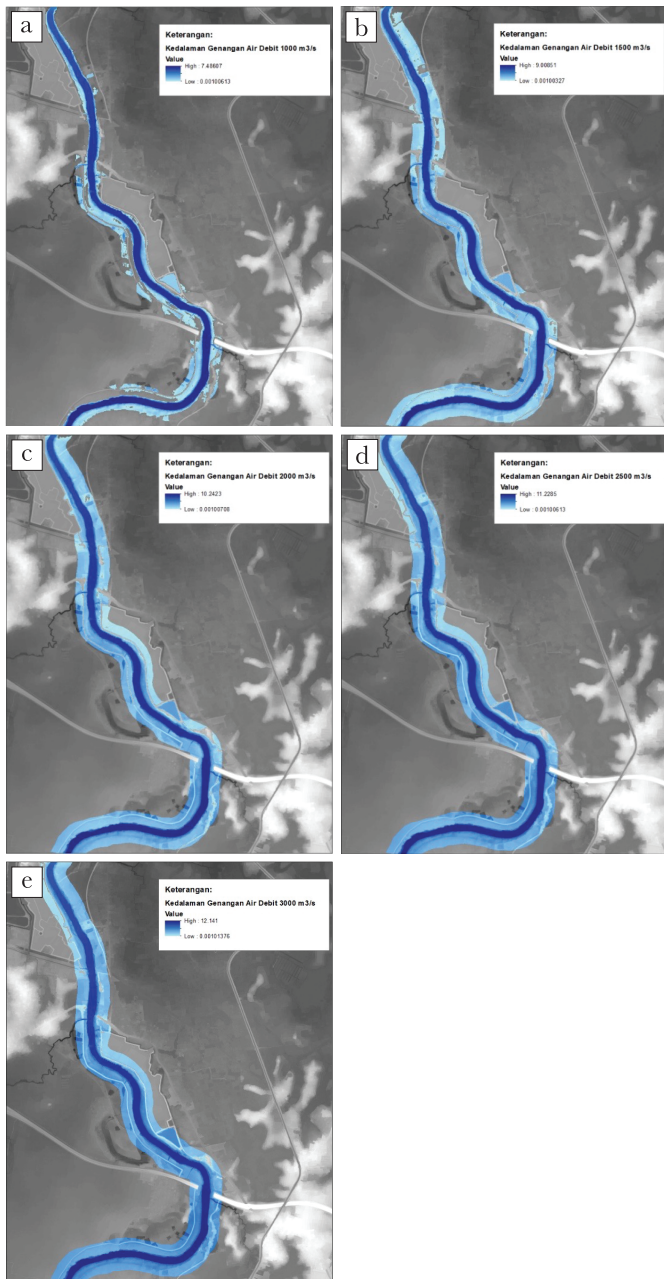 a
Keterangan:
Kedalaman Genangan Air Debit 1000 m3/s
Value
High : 7.48607
Low : 0.00100613
b
Keterangan:
Kedalaman Genangan Air Debit 1500 m3/s
Value
High : 9.00851
Low : 0.00100327
c
Keterangan:
Kedalaman Genangan Air Debit 2000 m3/s
Value
High : 10.2423
Low : 0.00100708
d
Keterangan:
Kedalaman Genangan Air Debit 2500 m3/s
Value
High : 11.2285
Low : 0.00100613
e
Keterangan:
Kedalaman Genangan Air Debit 3000 m3/s
Value
High : 12.141
Low : 0.00101376